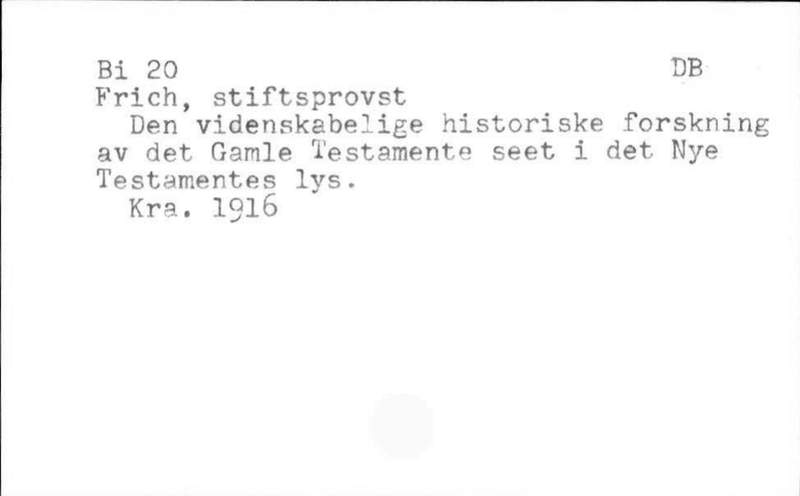 Bi 20 DB
Frich, stiftsprovst
Den videnskabelige historiske forskning
av det Gamle Testamente seet i det Nye
Testamentes lys.
Kra. 1916